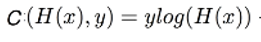 C(H(x), y) = ylog(H(x))